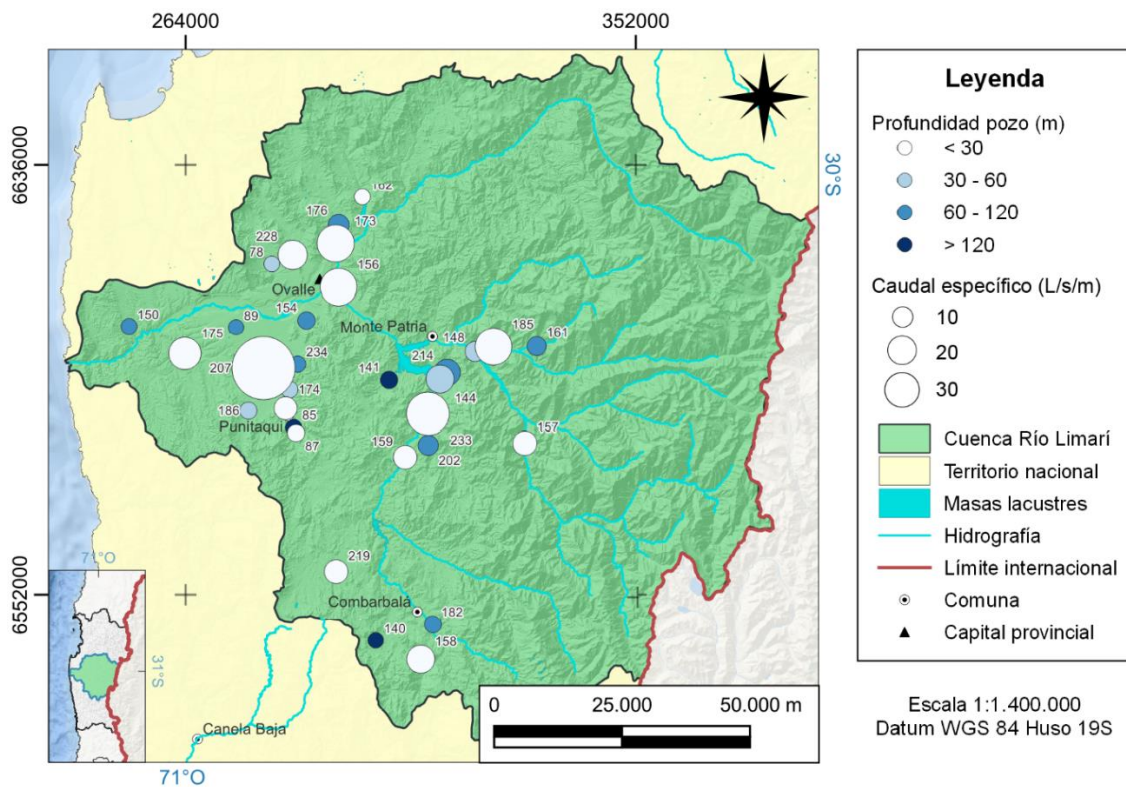 264000
352000
6636000
6552000
30°S
162
176
173
228
78
156
Ovalle
150
89
154
175
Monte Patria
148
185
161
207
234
141
214
174
144
186
85
Punitaqui
87
159
233
157
202
219
Combarbalá
182
140
158
Canela Baja
71°O
71°O
31°S
0 25.000 50.000 m
Leyenda
Profundidad pozo (m)
< 30
30 - 60
60 - 120
> 120
Caudal específico (L/s/m)
10
20
30
Cuenca Río Limarí
Territorio nacional
Masas lacustres
Hidrografía
Límite internacional
Comuna
Capital provincial
Escala 1:1.400.000
Datum WGS 84 Huso 19S